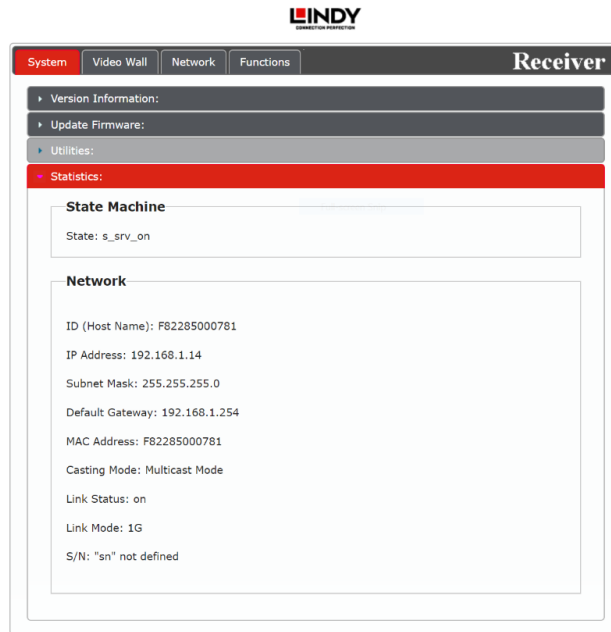 LINDY
CONNECTION PERFECTION
System Video Wall Network Functions Receiver
Version Information:
Update Firmware:
Utilities:
Statistics:
State Machine
State: s_srv_on
Network
ID (Host Name): F82285000781
IP Address: 192.168.1.14
Subnet Mask: 255.255.255.0
Default Gateway: 192.168.1.254
MAC Address: F82285000781
Casting Mode: Multicast Mode
Link Status: on
Link Mode: 1G
S/N: "sn" not defined